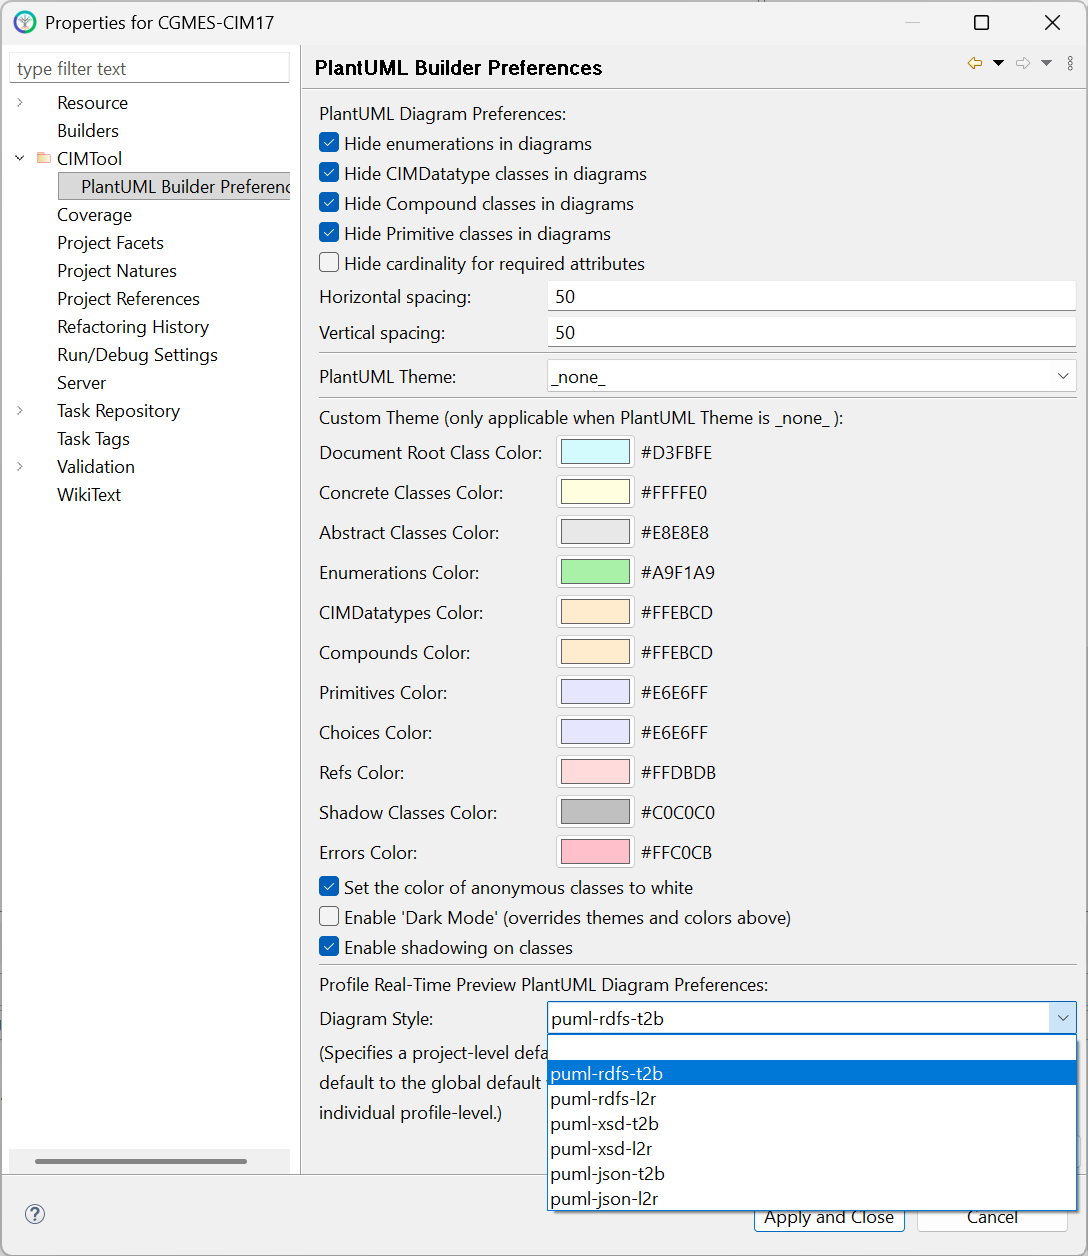 Properties for CGMES-CIM17
type filter text
Resource
Builders
CIMTool
PlantUML Builder Preferenc
Coverage
Project Facets
Project Natures
Project References
Refactoring History
Run/Debug Settings
Server
Task Repository
Task Tags
Validation
WikiText
PlantUML Builder Preferences
PlantUML Diagram Preferences:
Hide enumerations in diagrams
Hide CIMDatatype classes in diagrams
Hide Compound classes in diagrams
Hide Primitive classes in diagrams
Hide cardinality for required attributes
Horizontal spacing: 50
Vertical spacing: 50
PlantUML Theme: _none_
Custom Theme (only applicable when PlantUML Theme is _none_ ):
Document Root Class Color: #D3FBFE
Concrete Classes Color: #FFFFE0
Abstract Classes Color: #E8E8E8
Enumerations Color: #A9F1A9
CIMDatatypes Color: #FFEBCD
Compounds Color: #FFEBCD
Primitives Color: #E6E6FF
Choices Color: #E6E6FF
Refs Color: #FFDBDB
Shadow Classes Color: #C0C0C0
Errors Color: #FFC0CB
Set the color of anonymous classes to white
Enable 'Dark Mode' (overrides themes and colors above)
Enable shadowing on classes
Profile Real-Time Preview PlantUML Diagram Preferences:
Diagram Style: puml-rdfs-t2b
(Specifies a project-level defa
default to the global default
individual profile-level.)
puml-rdfs-t2b
puml-rdfs-l2r
puml-xsd-t2b
puml-xsd-l2r
puml-json-t2b
puml-json-l2r
Apply and Close
Cancel